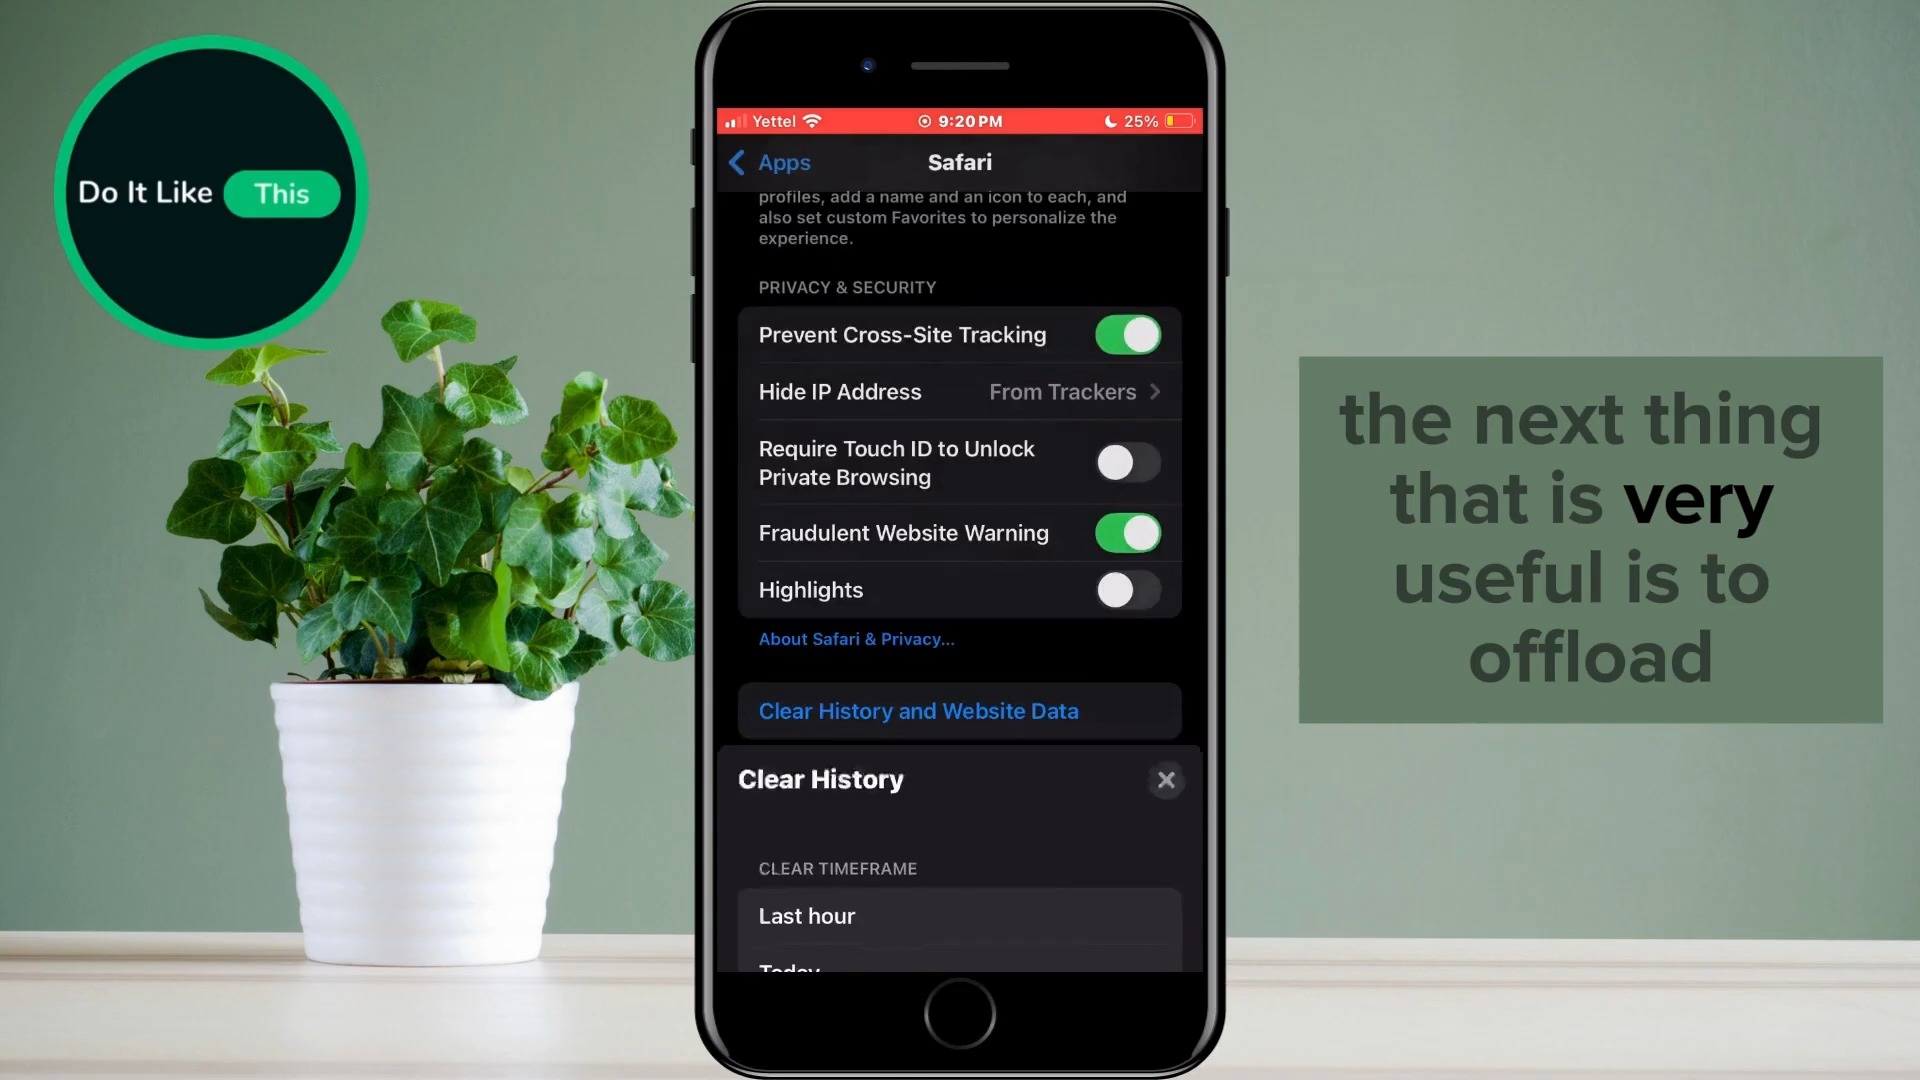 Do It Like This
Yettel 9:20 PM 25%
Apps Safari
profiles, add a name and an icon to each, and
also set custom Favorites to personalize the
experience.
PRIVACY & SECURITY
Prevent Cross-Site Tracking
Hide IP Address From Trackers
Require Touch ID to Unlock
Private Browsing
Fraudulent Website Warning
Highlights
About Safari & Privacy...
Clear History and Website Data
Clear History
CLEAR TIMEFRAME
Last hour
Today
the next thing
that is very
useful is to
offload